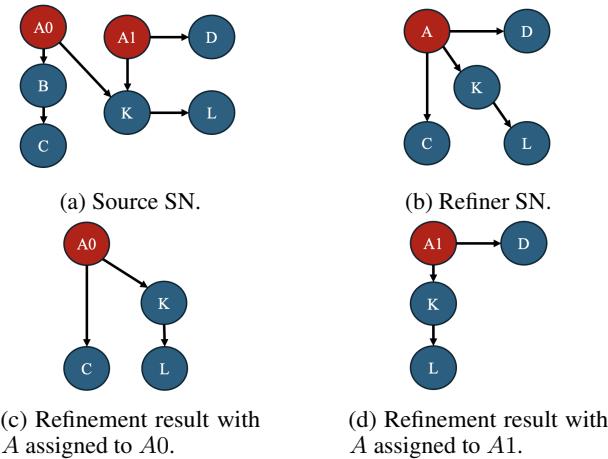 A0
A1
D
B
K
L
C
(a) Source SN.
A
D
K
C
L
(b) Refiner SN.
A0
K
C
L
(c) Refinement result with
A assigned to A0.
A1
D
K
L
(d) Refinement result with
A assigned to A1.